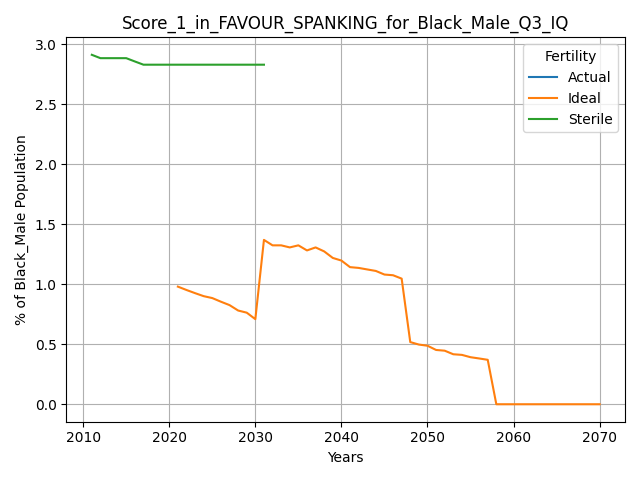 Score_1_in_FAVOUR_SPANKING_for_Black_Male_Q3_IQ
% of Black_Male Population
3.0
2.5
2.0
1.5
1.0
0.5
0.0
Fertility
Actual
Ideal
Sterile
2010 2020 2030 2040 2050 2060 2070
Years